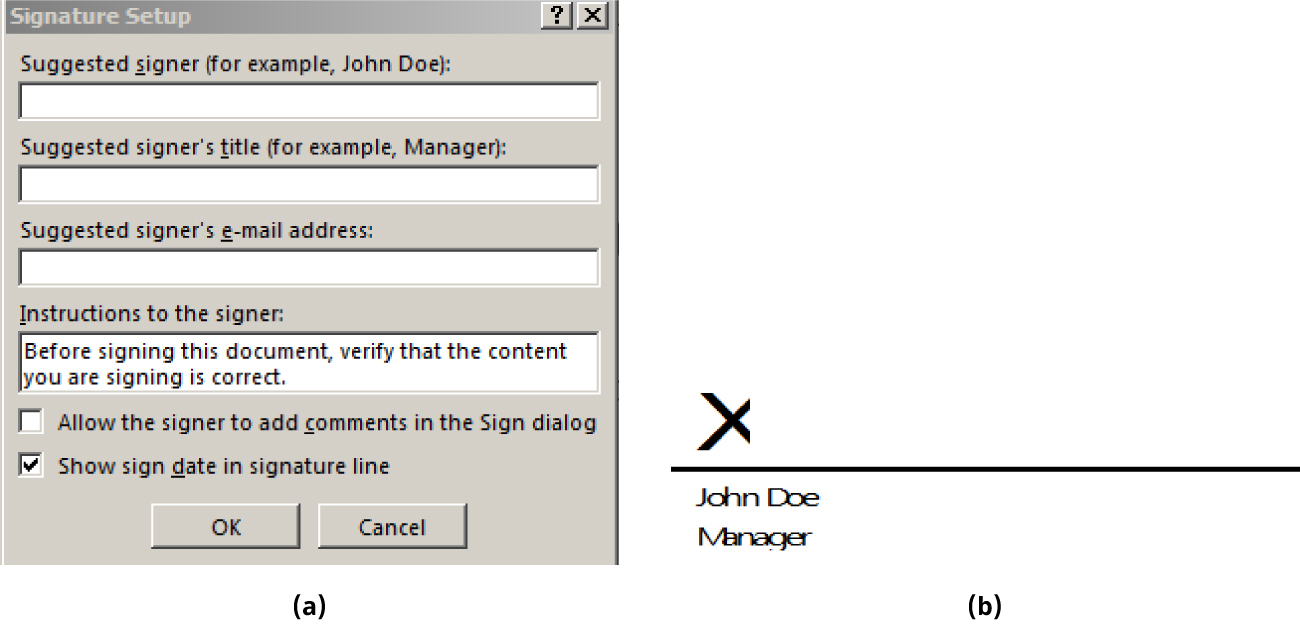 Signature Setup
Suggested signer (for example, John Doe):
Suggested signer's title (for example, Manager):
Suggested signer's e-mail address:
Instructions to the signer:
Before signing this document, verify that the content
you are signing is correct.
Allow the signer to add comments in the Sign dialog
Show sign date in signature line
OK Cancel
(a)
X
John Doe
Manager
(b)